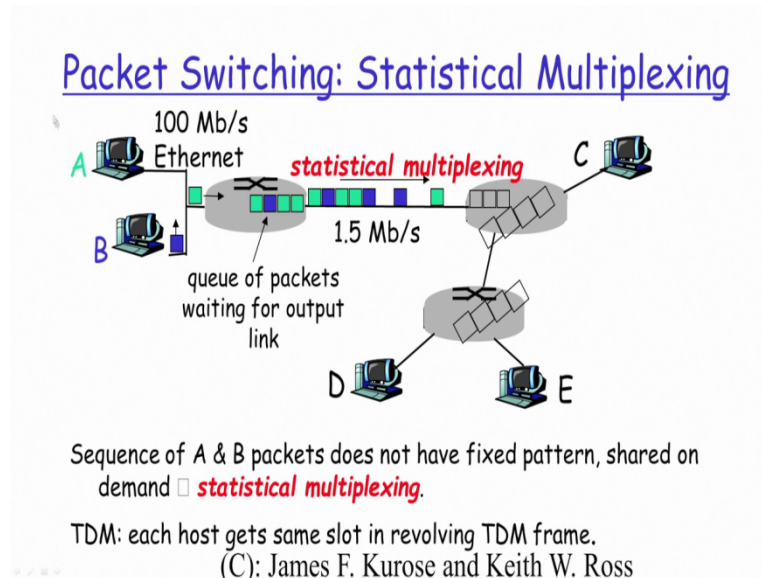 Packet Switching: Statistical Multiplexing
100 Mb/s
Ethernet
A
statistical multiplexing
C
B
1.5 Mb/s
queue of packets
waiting for output
link
D
E
Sequence of A & B packets does not have fixed pattern, shared on
demand □ statistical multiplexing.
TDM: each host gets same slot in revolving TDM frame.
(C): James F. Kurose and Keith W. Ross